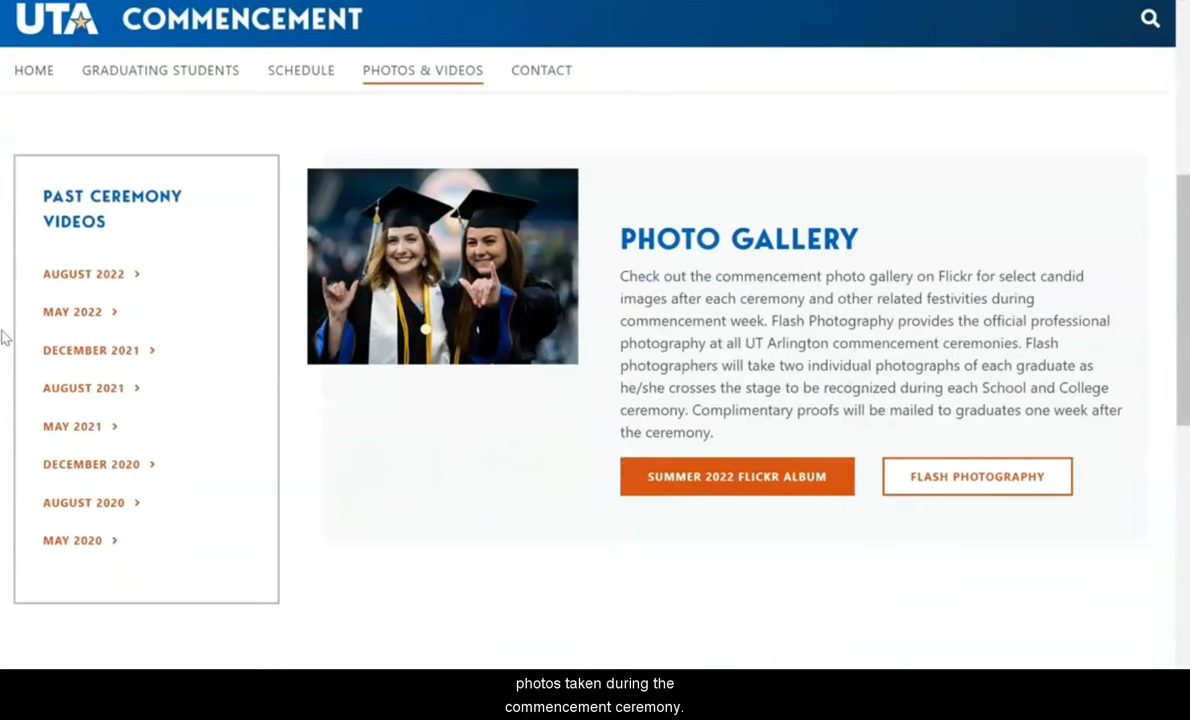 UTA COMMENCEMENT
HOME GRADUATING STUDENTS SCHEDULE PHOTOS & VIDEOS CONTACT
PAST CEREMONY
VIDEOS
AUGUST 2022 >
MAY 2022 >
DECEMBER 2021 >
AUGUST 2021 >
MAY 2021 >
DECEMBER 2020 >
AUGUST 2020 >
MAY 2020 >
PHOTO GALLERY
Check out the commencement photo gallery on Flickr for select candid
images after each ceremony and other related festivities during
commencement week. Flash Photography provides the official professional
photography at all UT Arlington commencement ceremonies. Flash
photographers will take two individual photographs of each graduate as
he/she crosses the stage to be recognized during each School and College
ceremony. Complimentary proofs will be mailed to graduates one week after
the ceremony.
SUMMER 2022 FLICKR ALBUM FLASH PHOTOGRAPHY
photos taken during the
commencement ceremony.